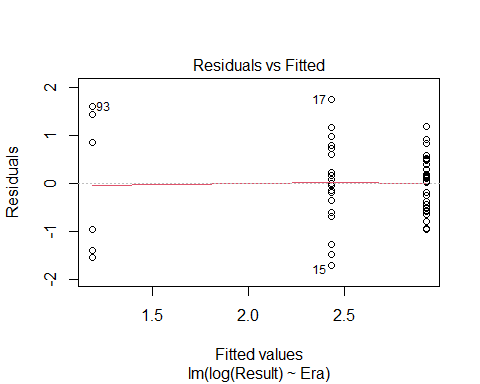 Residuals vs Fitted
Residuals
2
1
0
-1
-2
93
17
15
1.5 2.0 2.5
Fitted values
lm(log(Result) ~ Era)